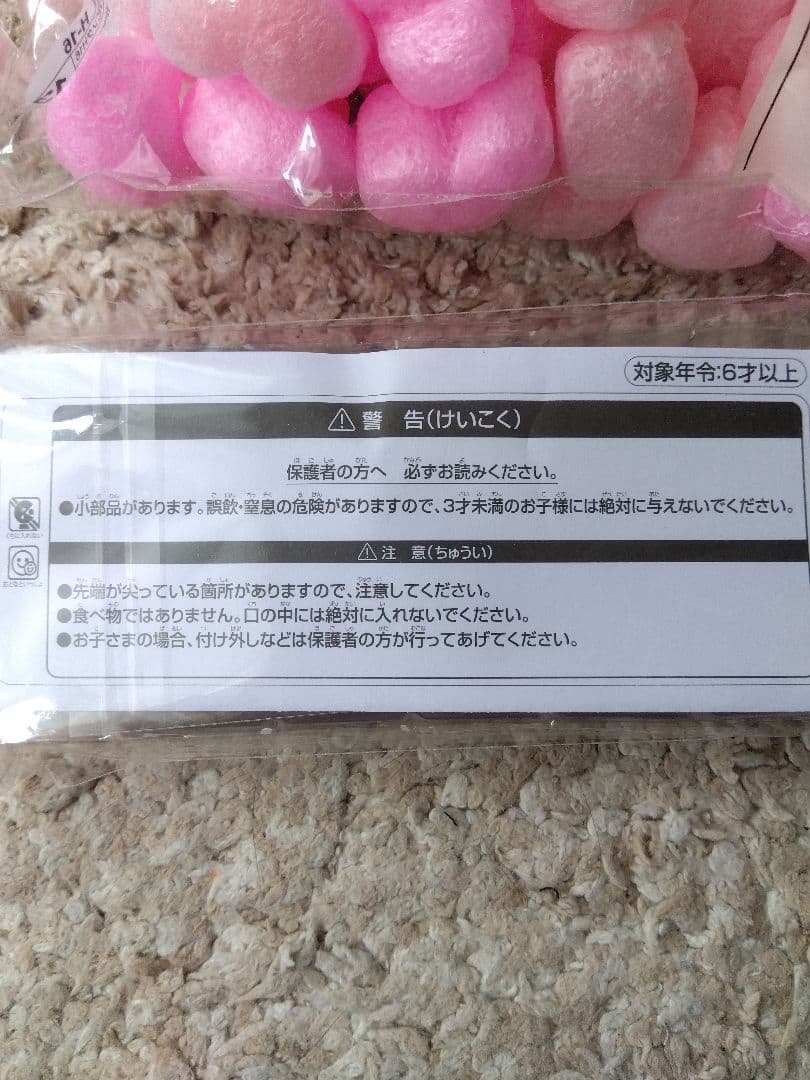 H-16
対象年令:6才以上
⚠警 告(けいこく)
保護者の方へ 必ずお読みください。
●小部品があります。誤飲・窒息の危険がありますので、3才未満のお子様には絶対に与えないでください。
くちに入れない
⚠注 意(ちゅうい)
●先端が尖っている箇所がありますので、注意してください。
●食べ物ではありません。口の中には絶対に入れないでください。
●お子さまの場合、付け外しなどは保護者の方が行ってあげてください。